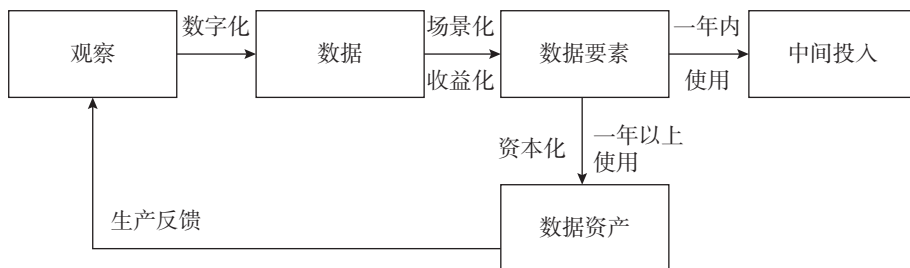 观察
数字化
数据
场景化
收益化
数据要素
一年内
使用
中间投入
资本化
一年以上
使用
数据资产
生产反馈